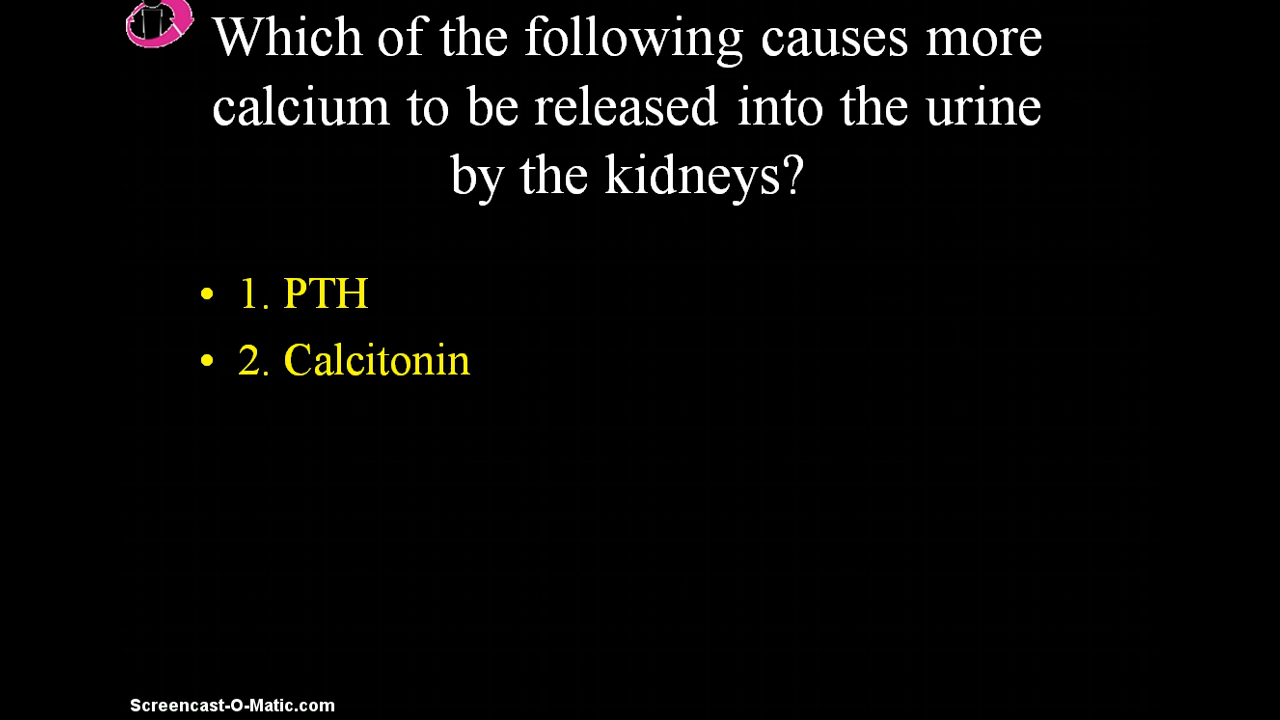 Which of the following causes more
calcium to be released into the urine
by the kidneys?
• 1. PTH
• 2. Calcitonin
Screencast-O-Matic.com